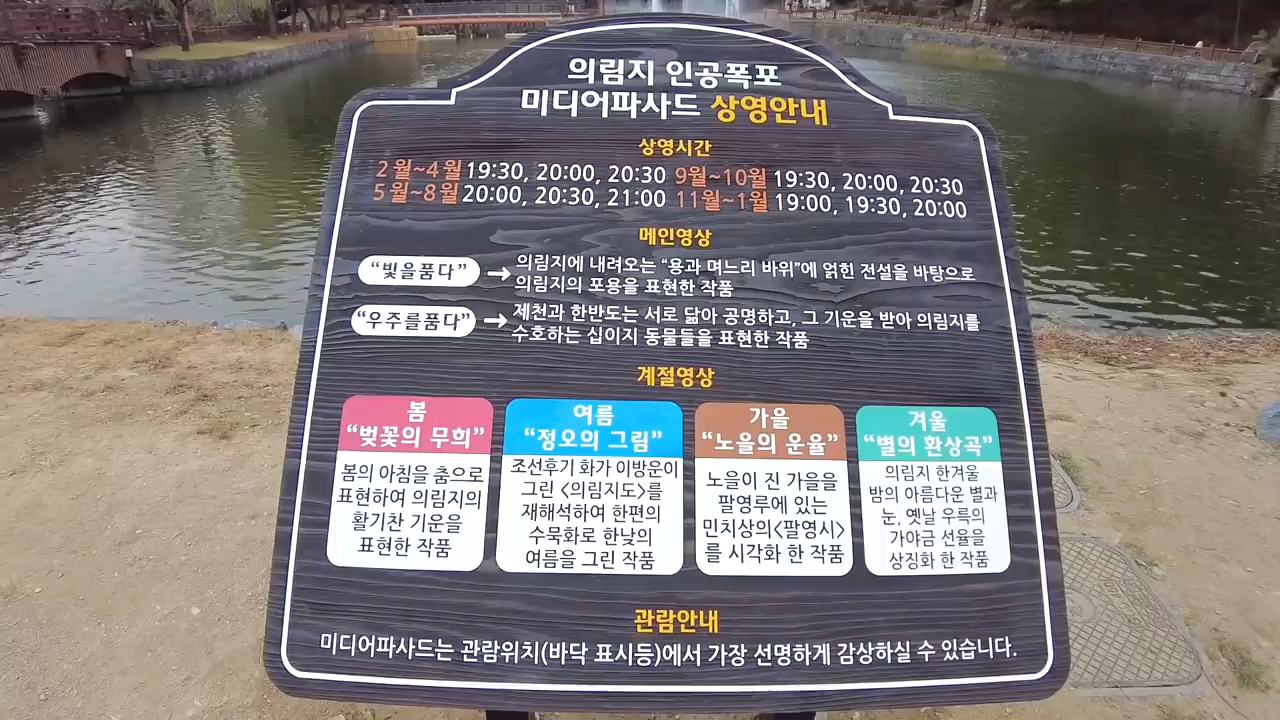 의림지 인공폭포
미디어파사드 상영안내
상영시간
2월~4월 19:30, 20:00, 20:30 9월~10월 19:30, 20:00, 20:30
5월~8월 20:00, 20:30, 21:00 11월~1월 19:00, 19:30, 20:00
메인영상
“빛을품다” → 의림지에 내려오는 “용과 며느리 바위”에 얽힌 전설을 바탕으로
의림지의 포용을 표현한 작품
“우주를품다” → 제천과 한반도는 서로 닮아 공명하고, 그 기운을 받아 의림지를
수호하는 십이지 동물들을 표현한 작품
계절영상
봄
“벚꽃의 무희”
봄의 아침을 춤으로
표현하여 의림지의
활기찬 기운을
표현한 작품
여름
“정오의 그림”
조선후기 화가 이방운이
그린 <의림지도>를
재해석하여 한편의
수묵화로 한낮의
여름을 그린 작품
가을
“노을의 운율”
노을이 진 가을을
팔영루에 있는
민치상의<팔영시>
를 시각화 한 작품
겨울
“별의 환상곡”
의림지 한겨울
밤의 아름다운 별과
눈, 옛날 우륵의
가야금 선율을
상징화 한 작품
관람안내
미디어파사드는 관람위치(바닥 표시등)에서 가장 선명하게 감상하실 수 있습니다.